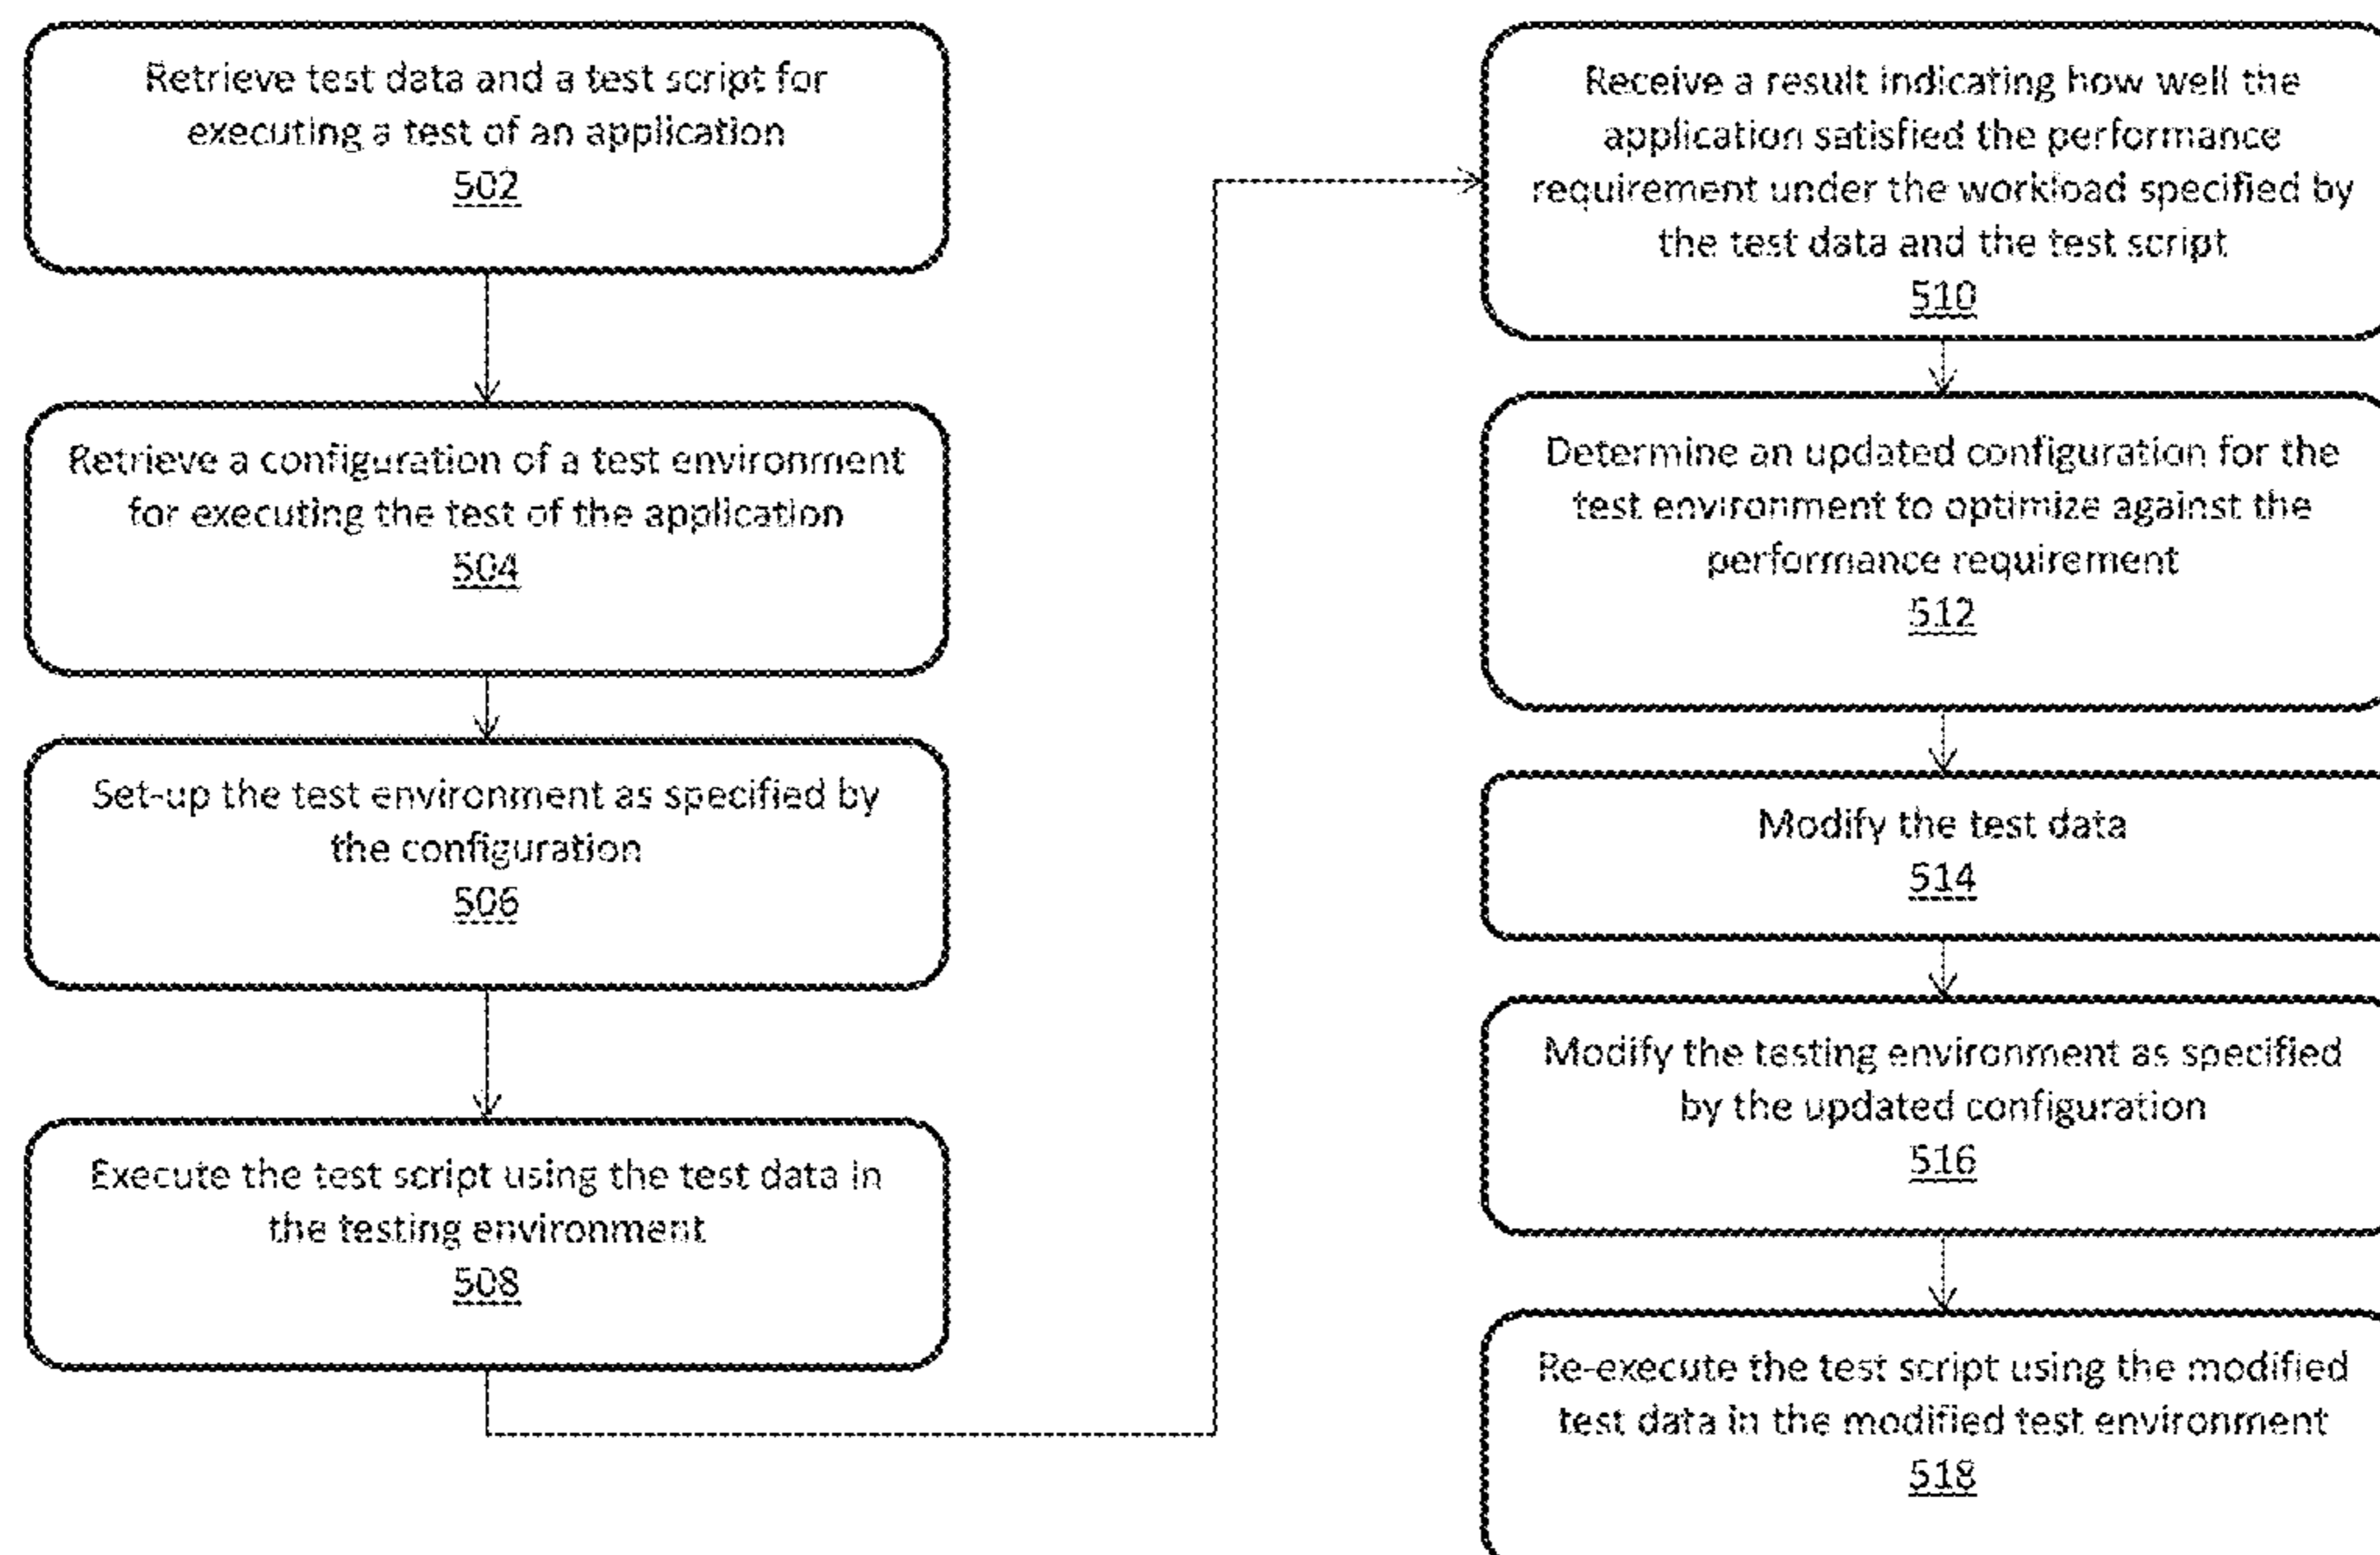 Retrieve test data and a test script for
executing a test of an application
502
Retrieve a configuration of a test environment
for executing the test of the application
504
Set-up the test environment as specified by
the configuration
506
Execute the test script using the test data in
the testing environment
508
Receive a result indicating how well the
application satisfied the performance
requirement under the workload specified by
the test data and the test script
510
Determine an updated configuration for the
test environment to optimize against the
performance requirement
512
Modify the test data
514
Modify the testing environment as specified
by the updated configuration
516
Re-execute the test script using the modified
test data in the modified test environment
518